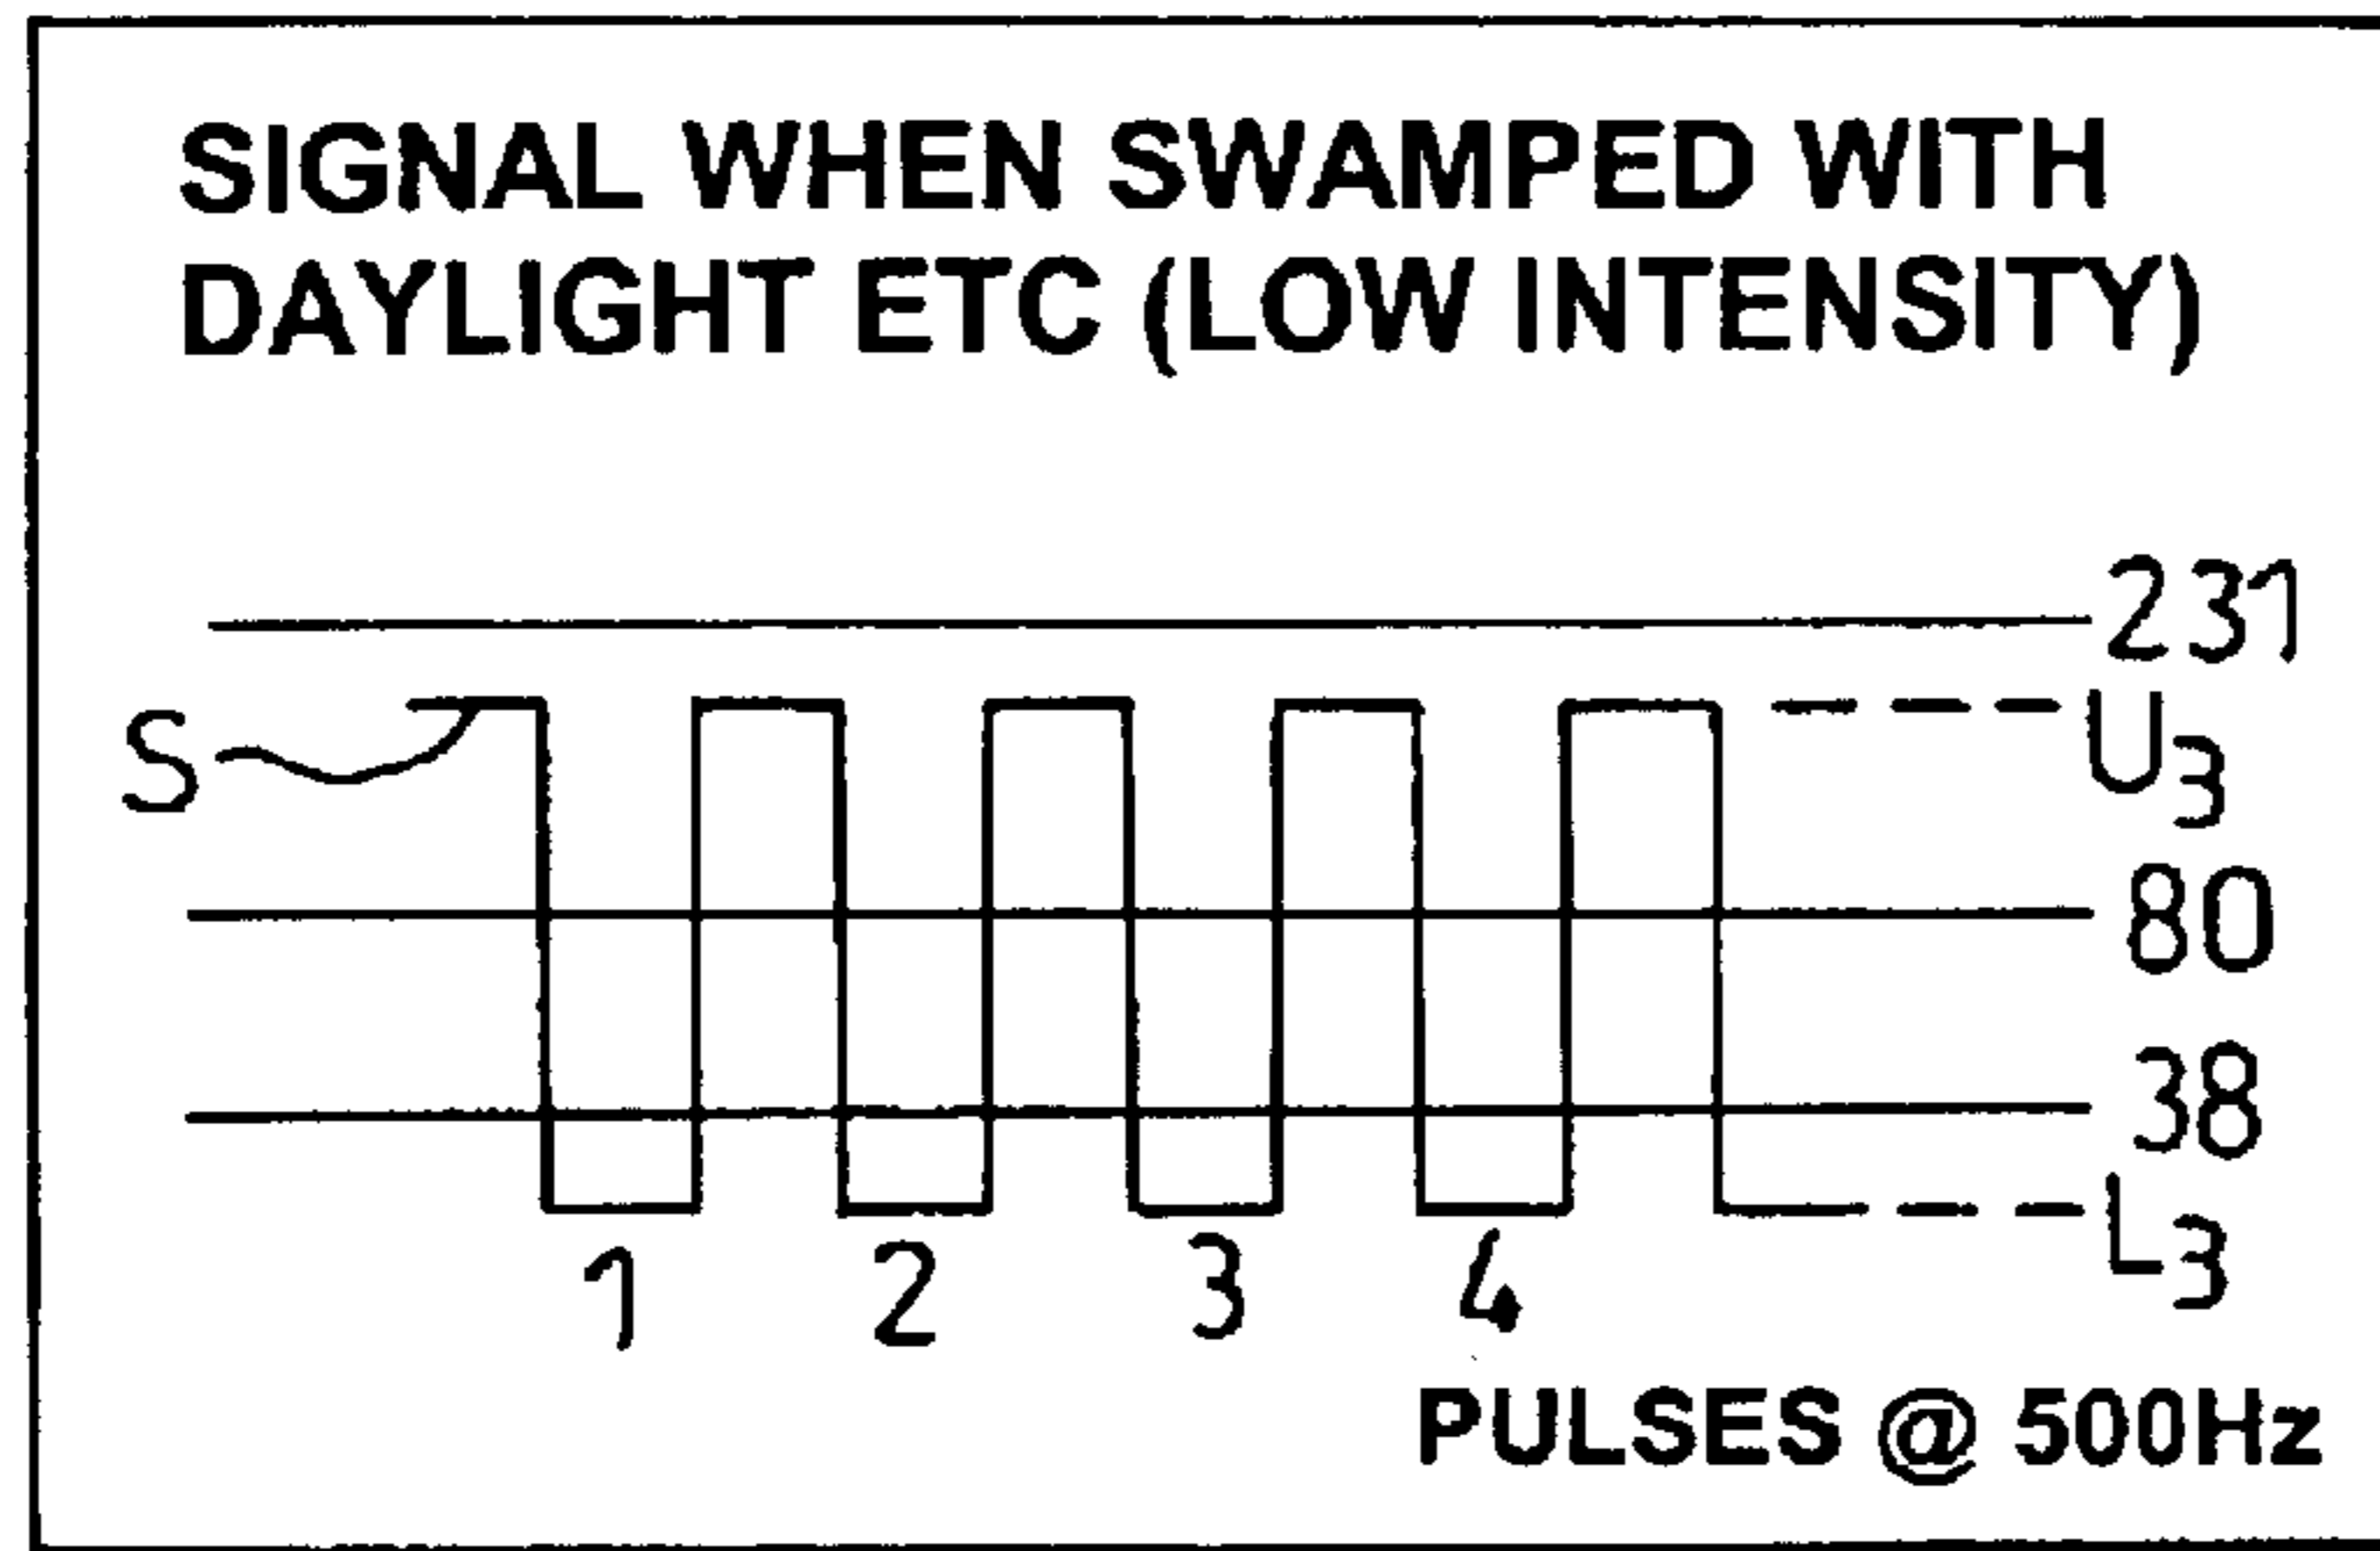 SIGNAL WHEN SWAMPED WITH
DAYLIGHT ETC (LOW INTENSITY)
231
S
U3
80
38
L3
1 2 3 4
PULSES @ 500Hz